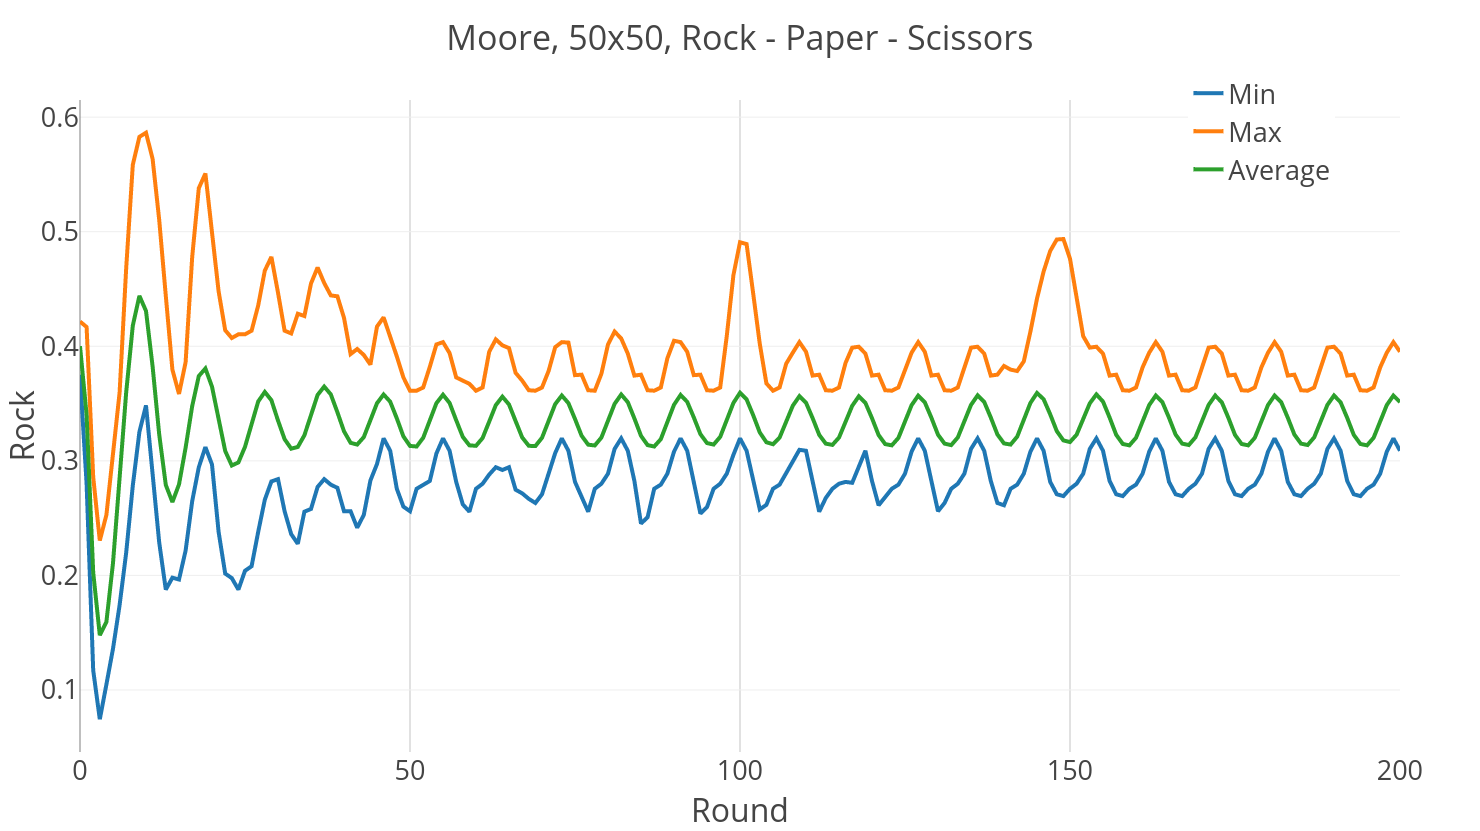 Moore, 50x50, Rock - Paper - Scissors
Min
Max
Average
0.6
0.5
0.4
0.3
0.2
0.1
Rock
0 50 100 150 200
Round